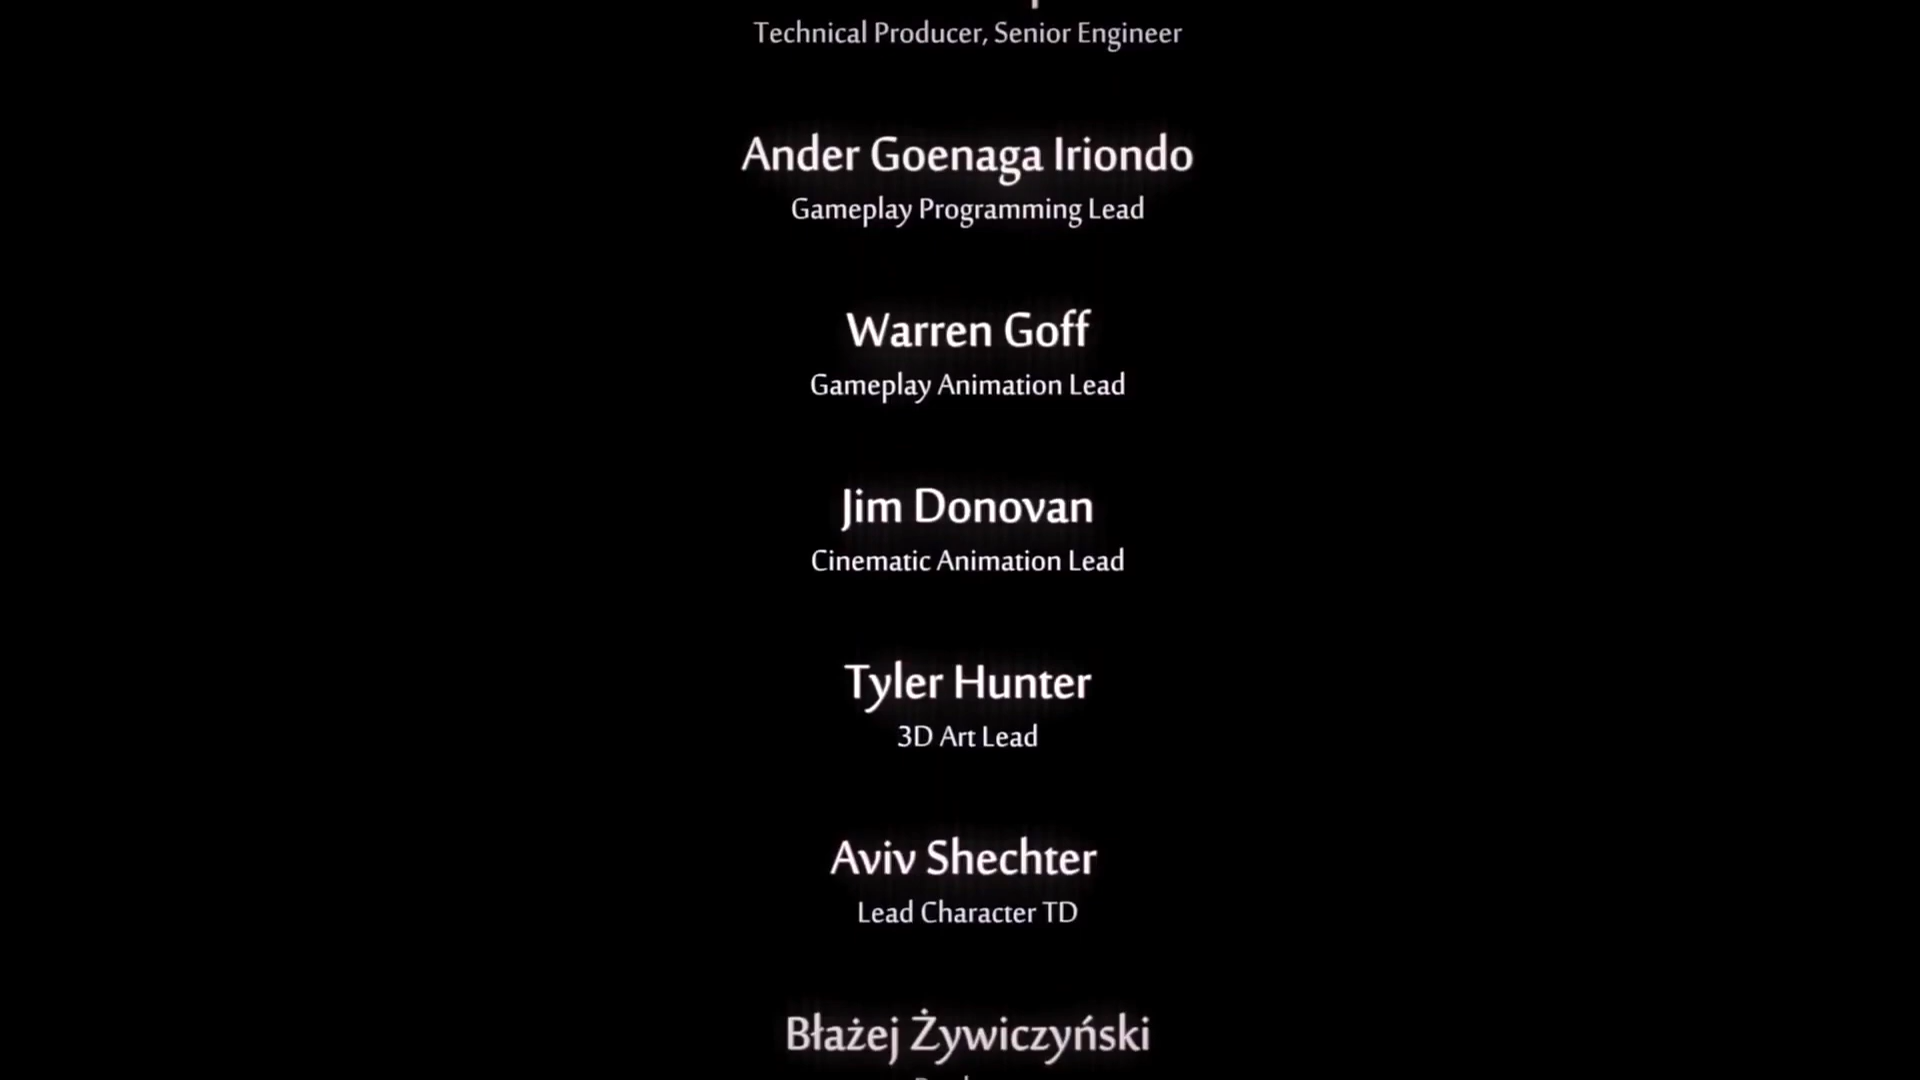 Technical Producer, Senior Engineer
Ander Goenaga Iriondo
Gameplay Programming Lead
Warren Goff
Gameplay Animation Lead
Jim Donovan
Cinematic Animation Lead
Tyler Hunter
3D Art Lead
Aviv Shechter
Lead Character TD
Błażej Żywiczyński